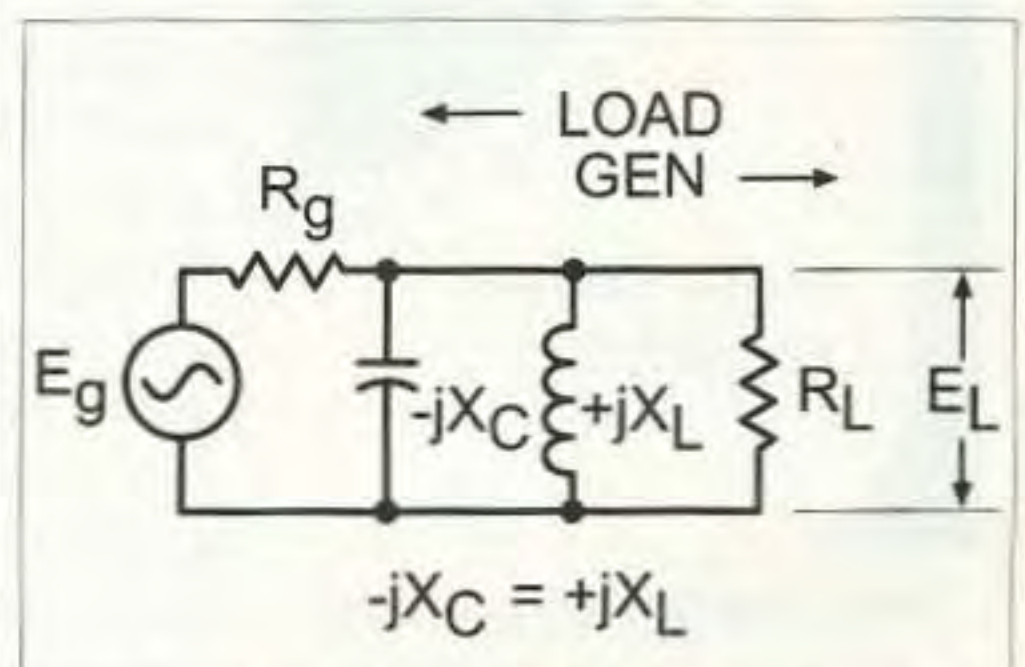 ← LOAD
GEN →
Rg
Eg
-jXC
+jXL
RL
EL
-jXC = +jXL